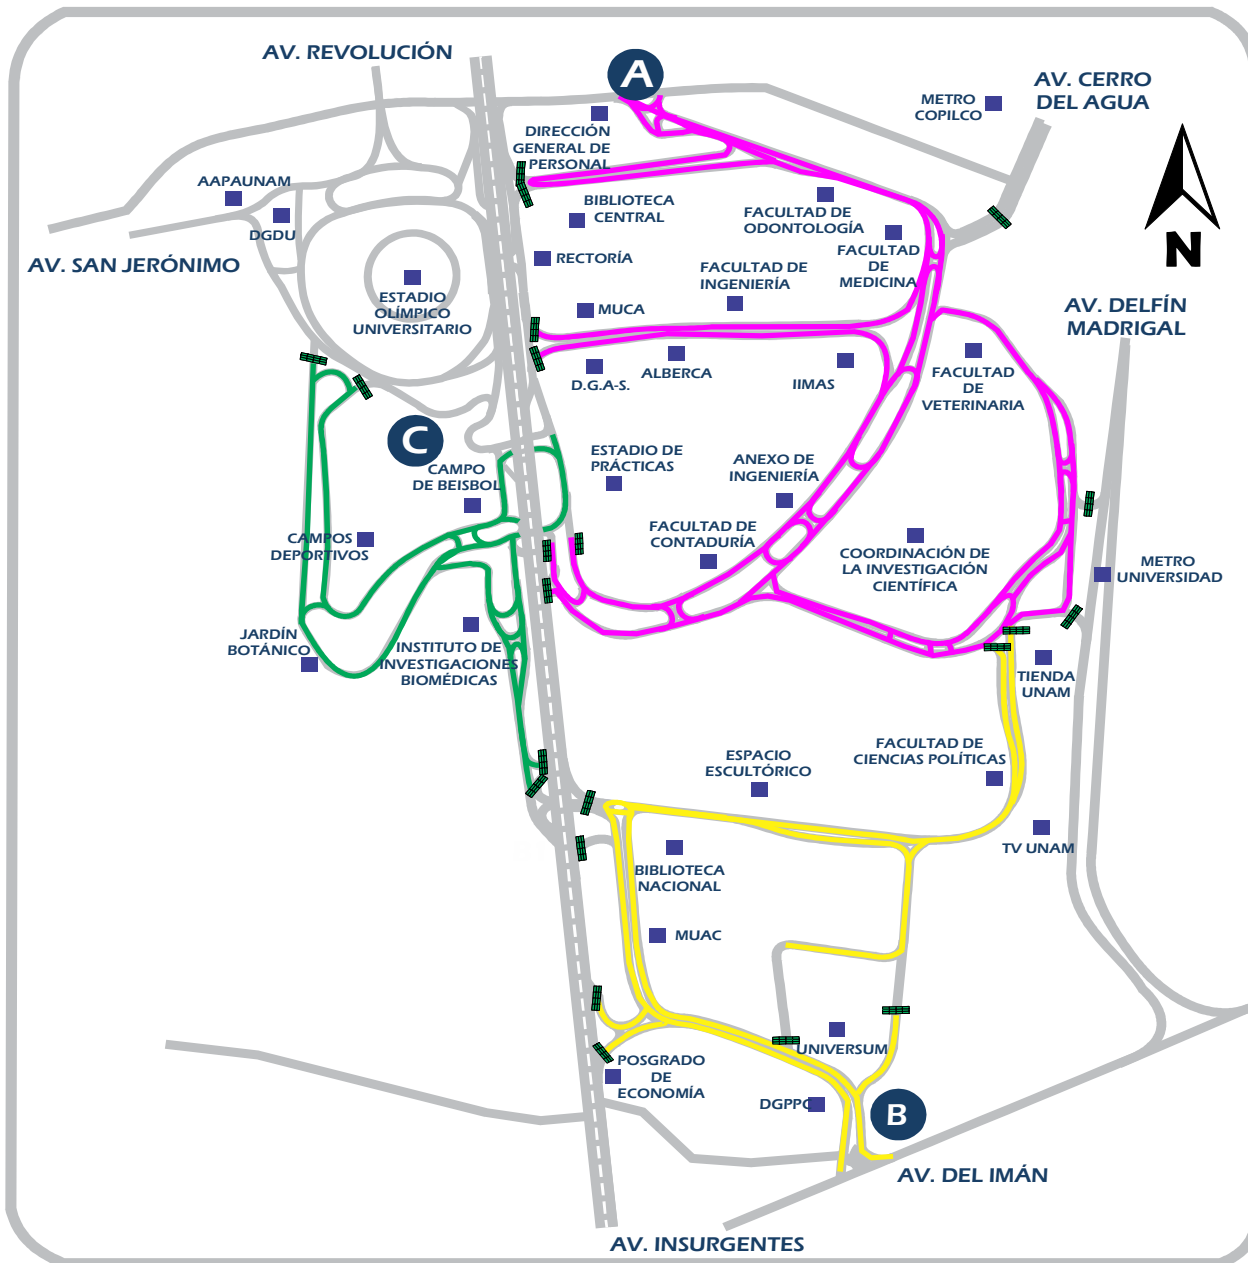 AV. REVOLUCIÓN
A
AV. CERRO
DEL AGUA
METRO
COPILCO
DIRECCIÓN
GENERAL DE
PERSONAL
AAPAUNAM
DGDU
BIBLIOTECA
CENTRAL
FACULTAD DE
ODONTOLOGÍA
FACULTAD
DE
MEDICINA
N
AV. SAN JERÓNIMO
RECTORÍA
FACULTAD DE
INGENIERÍA
ESTADIO
OLÍMPICO
UNIVERSITARIO
MUCA
AV. DELFÍN
MADRIGAL
D.G.A-S.
ALBERCA
IIMAS
FACULTAD
DE
VETERINARIA
C
CAMPO
DE BEISBOL
ESTADIO DE
PRÁCTICAS
ANEXO DE
INGENIERÍA
CAMPOS
DEPORTIVOS
FACULTAD DE
CONTADURÍA
COORDINACIÓN DE
LA INVESTIGACIÓN
CIENTÍFICA
METRO
UNIVERSIDAD
JARDÍN
BOTÁNICO
INSTITUTO DE
INVESTIGACIONES
BIOMÉDICAS
TIENDA
UNAM
ESPACIO
ESCULTÓRICO
FACULTAD DE
CIENCIAS POLÍTICAS
TV UNAM
BIBLIOTECA
NACIONAL
MUAC
UNIVERSUM
POSGRADO
DE
ECONOMÍA
DGPPC
B
AV. DEL IMÁN
AV. INSURGENTES